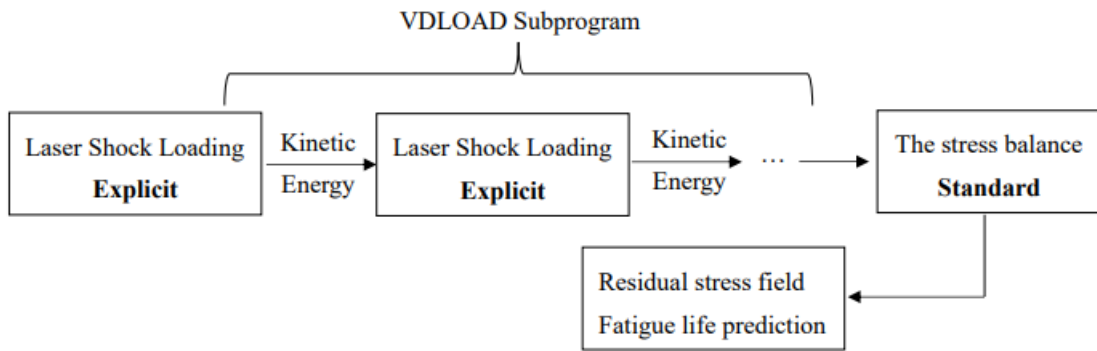 VDLOAD Subprogram
Laser Shock Loading
Explicit
Kinetic
Energy
Laser Shock Loading
Explicit
Kinetic
Energy
...
The stress balance
Standard
Residual stress field
Fatigue life prediction